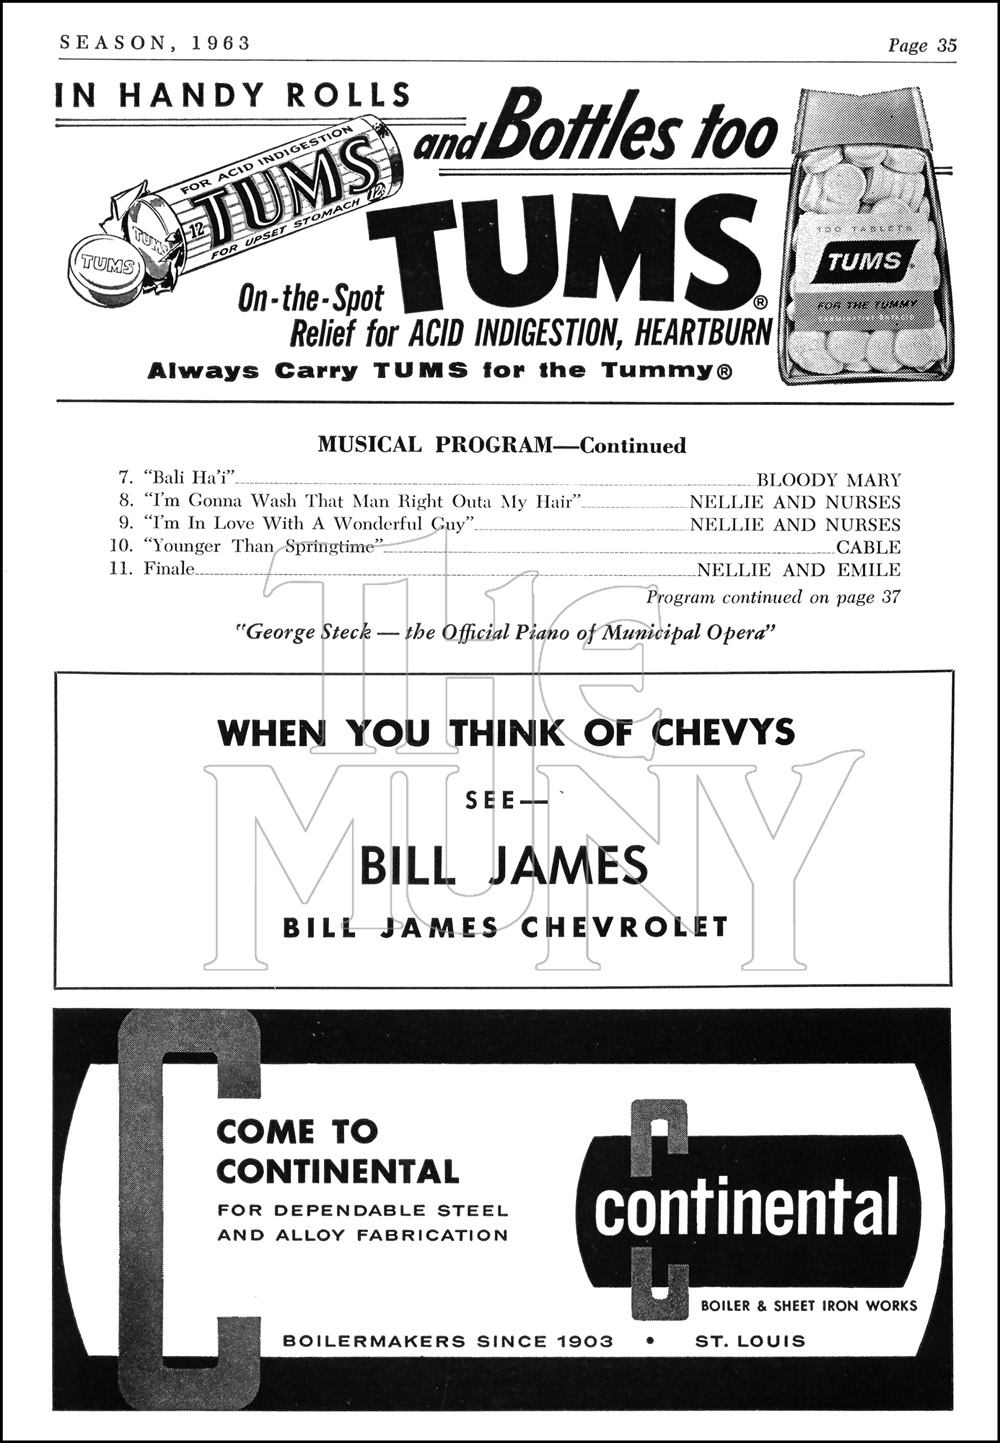 SEASON, 1963 Page 35
IN HANDY ROLLS
and Bottles too
FOR ACID INDIGESTION
12 TUMS 12
FOR UPSET STOMACH
TUMS
TUMS
TUMS®
100 TABLETS
TUMS
FOR THE TUMMY
On-the-Spot
Relief for ACID INDIGESTION, HEARTBURN
Always Carry TUMS for the Tummy®
MUSICAL PROGRAM—Continued
7. “Bali Ha’i” BLOODY MARY
8. “I’m Gonna Wash That Man Right Outa My Hair” NELLIE AND NURSES
9. “I’m In Love With A Wonderful Guy” NELLIE AND NURSES
10. “Younger Than Springtime” CABLE
11. Finale NELLIE AND EMILE
Program continued on page 37
"George Steck — the Official Piano of Municipal Opera"
THE
MUNY
WHEN YOU THINK OF CHEVYS
SEE—
BILL JAMES
BILL JAMES CHEVROLET
COME TO
CONTINENTAL
FOR DEPENDABLE STEEL
AND ALLOY FABRICATION
continental
BOILER & SHEET IRON WORKS
BOILERMAKERS SINCE 1903 • ST. LOUIS